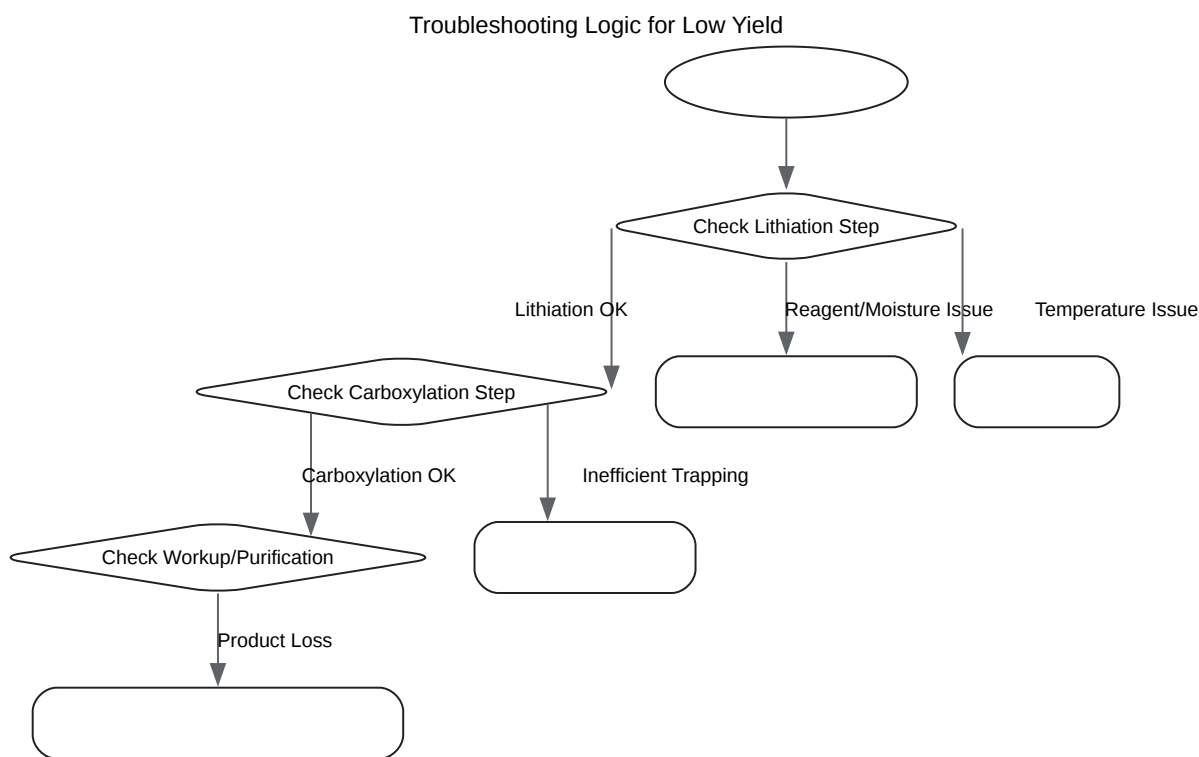 Troubleshooting Logic for Low Yield
Check Lithiation Step
Lithiation OK
Reagent/Moisture Issue
Temperature Issue
Check Carboxylation Step
Carboxylation OK
Inefficient Trapping
Check Workup/Purification
Product Loss